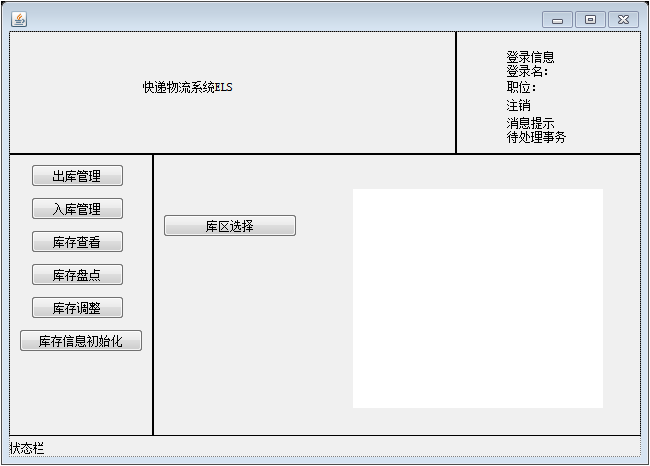 快递物流系统ELS
登录信息
登录名：
职位：
注销
消息提示
待处理事务
出库管理
入库管理
库存查看
库存盘点
库存调整
库存信息初始化
库区选择
状态栏